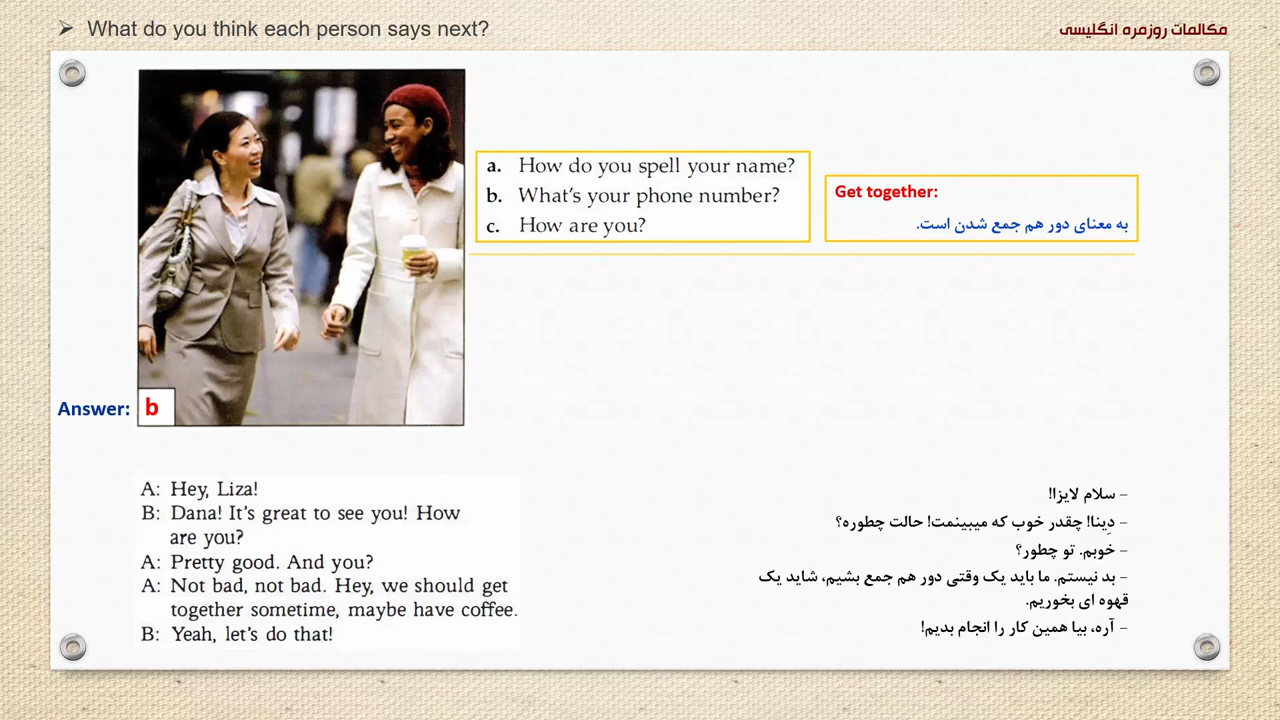 ➢ What do you think each person says next?
مکالمات روزمره انگلیسی
a. How do you spell your name?
b. What's your phone number?
c. How are you?
Get together:
به معنای دور هم جمع شدن است.
Answer: b
A: Hey, Liza!
B: Dana! It's great to see you! How
are you?
A: Pretty good. And you?
A: Not bad, not bad. Hey, we should get
together sometime, maybe have coffee.
B: Yeah, let's do that!
- سلام لایزا!
- دِینا! چقدر خوب که میبینمت! حالت چطوره؟
- خوبم. تو چطور؟
- بد نیستم. ما باید یک وقتی دور هم جمع بشیم، شاید یک
قهوه ای بخوریم.
- آره، بیا همین کار را انجام بدیم!